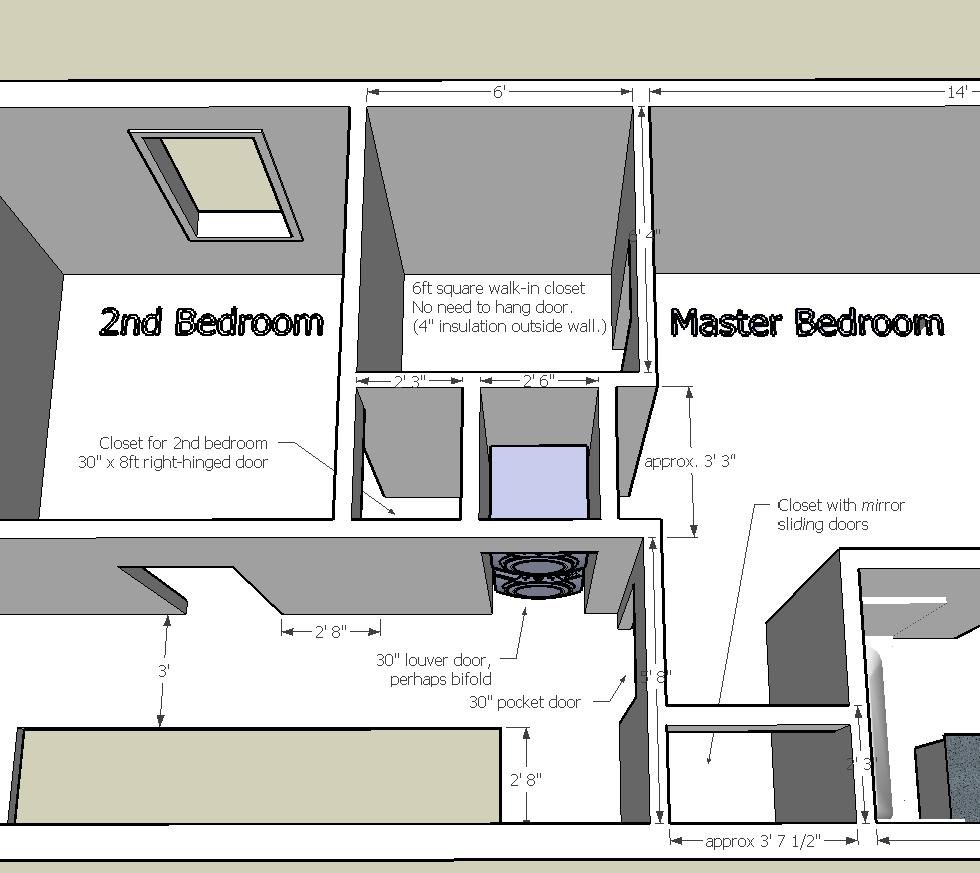 6'
14'
6' 4"
6ft square walk-in closet
No need to hang door.
(4" insulation outside wall.)
2nd Bedroom
Master Bedroom
2' 3"
2' 6"
Closet for 2nd bedroom
30" x 8ft right-hinged door
approx. 3' 3"
Closet with mirror
sliding doors
2' 8"
3'
30" louver door,
perhaps bifold
5' 8"
30" pocket door
2' 8"
2' 3"
approx 3' 7 1/2"